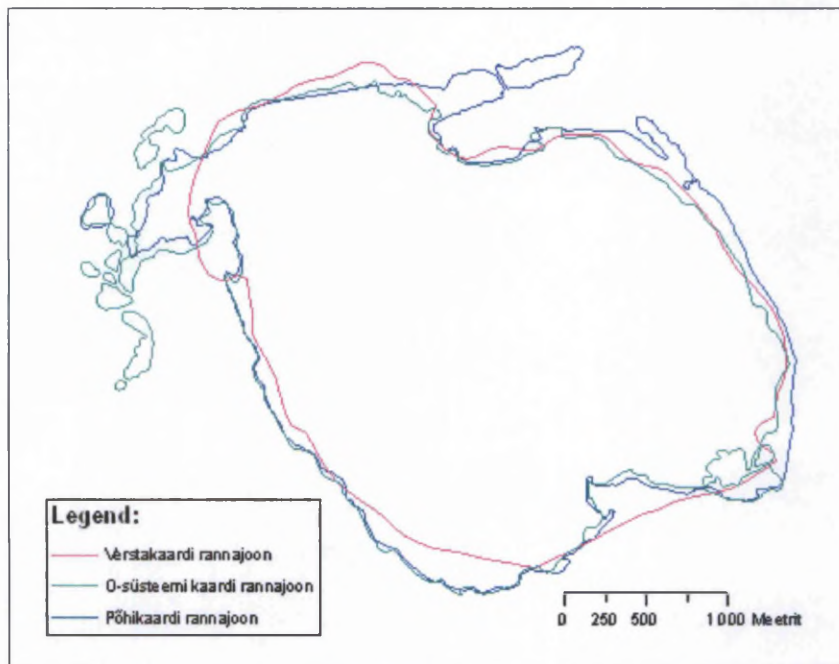 Legend:
Verstakaardi rannajoon
O-süsteemi kaardi rannajoon
Põhikaardi rannajoon
0 250 500 1 000 Meetrit